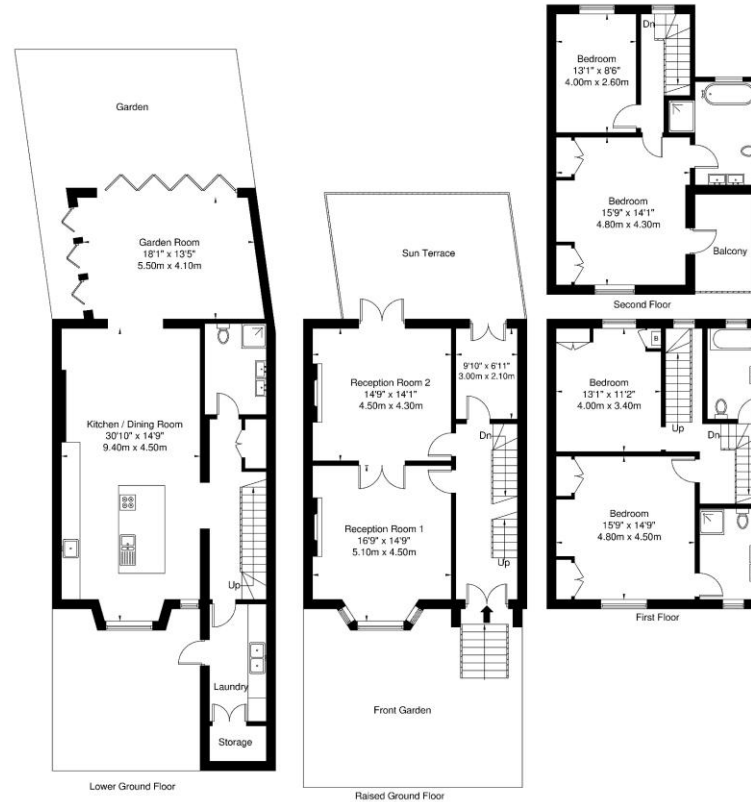 Garden
Garden Room
18'1" x 13'5"
5.50m x 4.10m
Kitchen / Dining Room
30'10" x 14'9"
9.40m x 4.50m
Up
Laundry
Storage
Lower Ground Floor
Sun Terrace
Reception Room 2
14'9" x 14'1"
4.50m x 4.30m
9'10" x 6'11"
3.00m x 2.10m
Dn
Reception Room 1
16'9" x 14'9"
5.10m x 4.50m
Up
Front Garden
Raised Ground Floor
Dn
Bedroom
13'1" x 8'6"
4.00m x 2.60m
Bedroom
15'9" x 14'1"
4.80m x 4.30m
Balcony
Second Floor
B
Bedroom
13'1" x 11'2"
4.00m x 3.40m
Up
Dn
Bedroom
15'9" x 14'9"
4.80m x 4.50m
First Floor